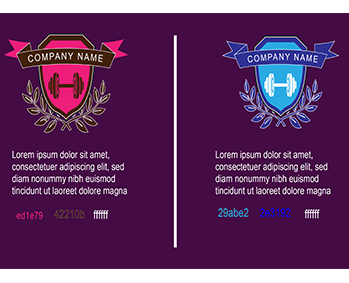 COMPANY NAME
Lorem ipsum dolor sit amet,
consectetuer adipiscing elit, sed
diam nonummy nibh euismod
tincidunt ut laoreet dolore magna
ed1e79 42210b ffffff
COMPANY NAME
Lorem ipsum dolor sit amet,
consectetuer adipiscing elit, sed
diam nonummy nibh euismod
tincidunt ut laoreet dolore magna
29abe2 ffffff